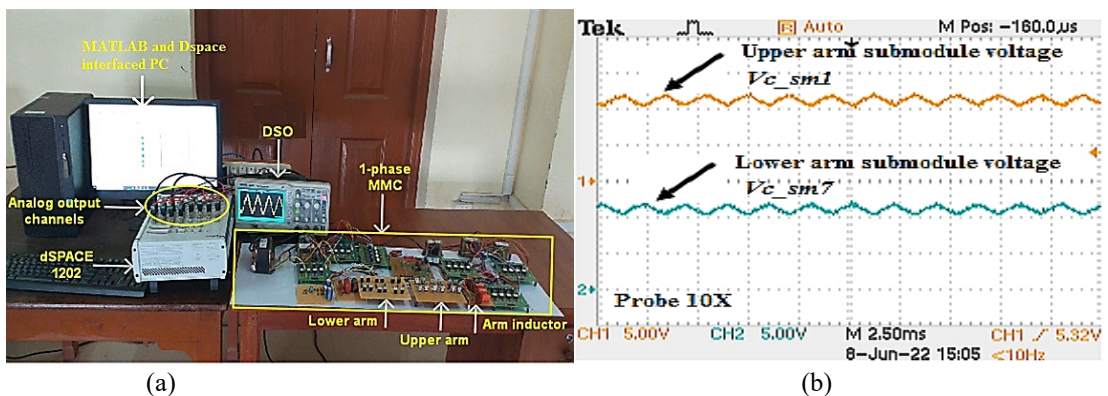 MATLAB and Dspace
interfaced PC
DSO
1-phase
MMC
Analog output
channels
dSPACE
1202
Lower arm
Upper arm
Arm inductor
(a)
Tek
R Auto
M Pos: -160.0µs
Upper arm submodule voltage
Vc_sm1
Lower arm submodule voltage
Vc_sm7
1
2
Probe 10X
CH1 5.00V CH2 5.00V M 2.50ms CH1 / 5.32V
8-Jun-22 15:05 <10Hz
(b)